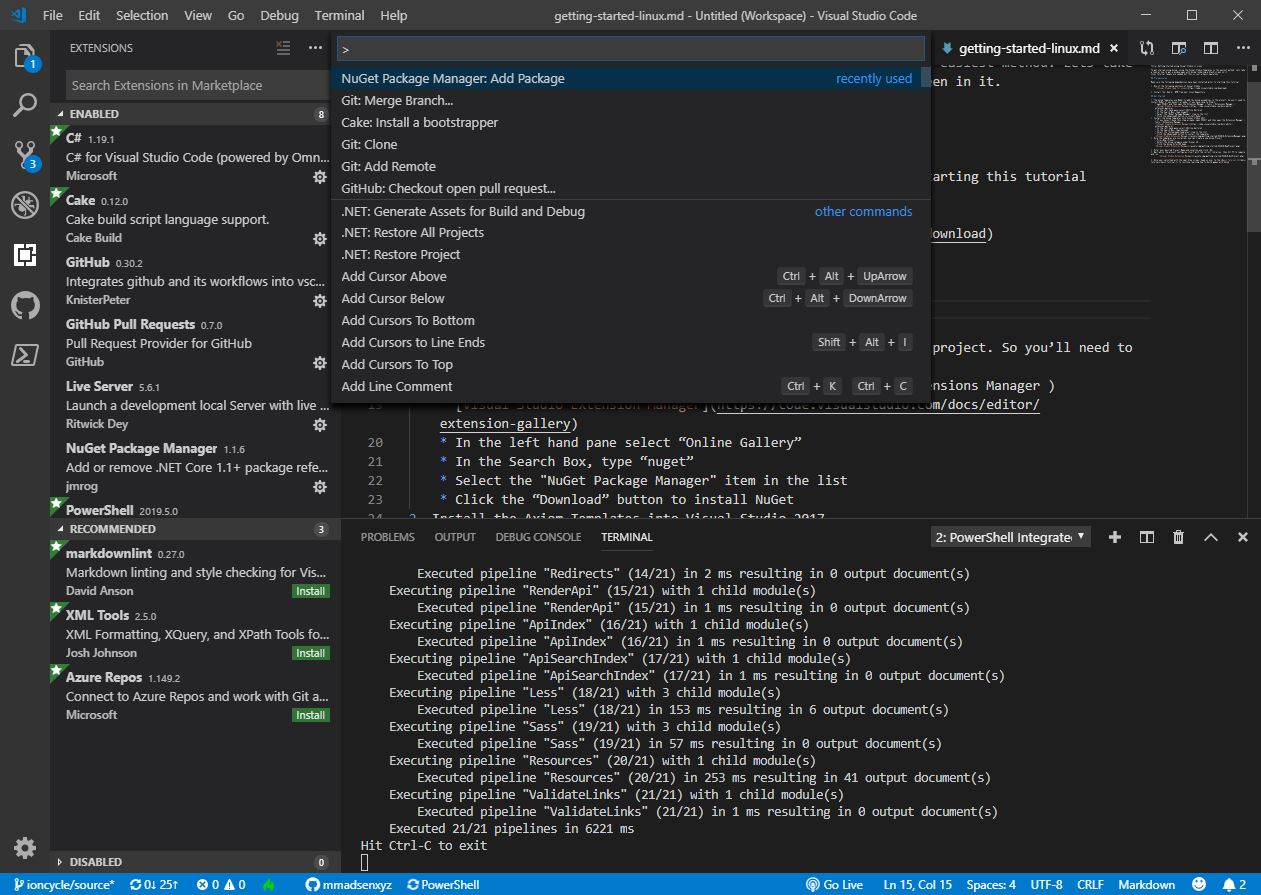 File Edit Selection View Go Debug Terminal Help
getting-started-linux.md - Untitled (Workspace) - Visual Studio Code
1
3
EXTENSIONS
Search Extensions in Marketplace
ENABLED 8
C# 1.19.1
C# for Visual Studio Code (powered by Omn...
Microsoft
Cake 0.12.0
Cake build script language support.
Cake Build
GitHub 0.30.2
Integrates github and its workflows into vsc...
KnisterPeter
GitHub Pull Requests 0.7.0
Pull Request Provider for GitHub
GitHub
Live Server 5.6.1
Launch a development local Server with live ...
Ritwick Dey
NuGet Package Manager 1.1.6
Add or remove .NET Core 1.1+ package refe...
jmrog
PowerShell 2019.5.0
RECOMMENDED 3
markdownlint 0.27.0
Markdown linting and style checking for Vis...
David Anson Install
XML Tools 2.5.0
XML Formatting, XQuery, and XPath Tools fo...
Josh Johnson Install
Azure Repos 1.149.2
Connect to Azure Repos and work with Git a...
Microsoft Install
DISABLED 0
>
NuGet Package Manager: Add Package recently used
Git: Merge Branch...
Cake: Install a bootstrapper
Git: Clone
Git: Add Remote
GitHub: Checkout open pull request...
.NET: Generate Assets for Build and Debug other commands
.NET: Restore All Projects
.NET: Restore Project
Add Cursor Above Ctrl + Alt + UpArrow
Add Cursor Below Ctrl + Alt + DownArrow
Add Cursors To Bottom
Add Cursors to Line Ends Shift + Alt + I
Add Cursors To Top
Add Line Comment Ctrl + K Ctrl + C
getting-started-linux.md
en in it.
arting this tutorial
ownload)
project. So you’ll need to
ensions Manager )
19 [Visual Studio Extension Manager](https://code.visualstudio.com/docs/editor/
extension-gallery)
20 * In the left hand pane select “Online Gallery”
21 * In the Search Box, type “nuget”
22 * Select the "NuGet Package Manager" item in the list
23 * Click the “Download” button to install NuGet
24 2. Install the Axiom Templates into Visual Studio 2017
PROBLEMS OUTPUT DEBUG CONSOLE TERMINAL
2: PowerShell Integrate
Executed pipeline "Redirects" (14/21) in 2 ms resulting in 0 output document(s)
Executing pipeline "RenderApi" (15/21) with 1 child module(s)
Executed pipeline "RenderApi" (15/21) in 1 ms resulting in 0 output document(s)
Executing pipeline "ApiIndex" (16/21) with 1 child module(s)
Executed pipeline "ApiIndex" (16/21) in 1 ms resulting in 0 output document(s)
Executing pipeline "ApiSearchIndex" (17/21) with 1 child module(s)
Executed pipeline "ApiSearchIndex" (17/21) in 1 ms resulting in 0 output document(s)
Executing pipeline "Less" (18/21) with 3 child module(s)
Executed pipeline "Less" (18/21) in 153 ms resulting in 6 output document(s)
Executing pipeline "Sass" (19/21) with 3 child module(s)
Executed pipeline "Sass" (19/21) in 57 ms resulting in 0 output document(s)
Executing pipeline "Resources" (20/21) with 1 child module(s)
Executed pipeline "Resources" (20/21) in 253 ms resulting in 41 output document(s)
Executing pipeline "ValidateLinks" (21/21) with 1 child module(s)
Executed pipeline "ValidateLinks" (21/21) in 1 ms resulting in 0 output document(s)
Executed 21/21 pipelines in 6221 ms
Hit Ctrl-C to exit
ioncycle/source* 0↓ 25↑ 0 0 mmadsenxyz PowerShell Go Live Ln 15, Col 15 Spaces: 4 UTF-8 CRLF Markdown 2